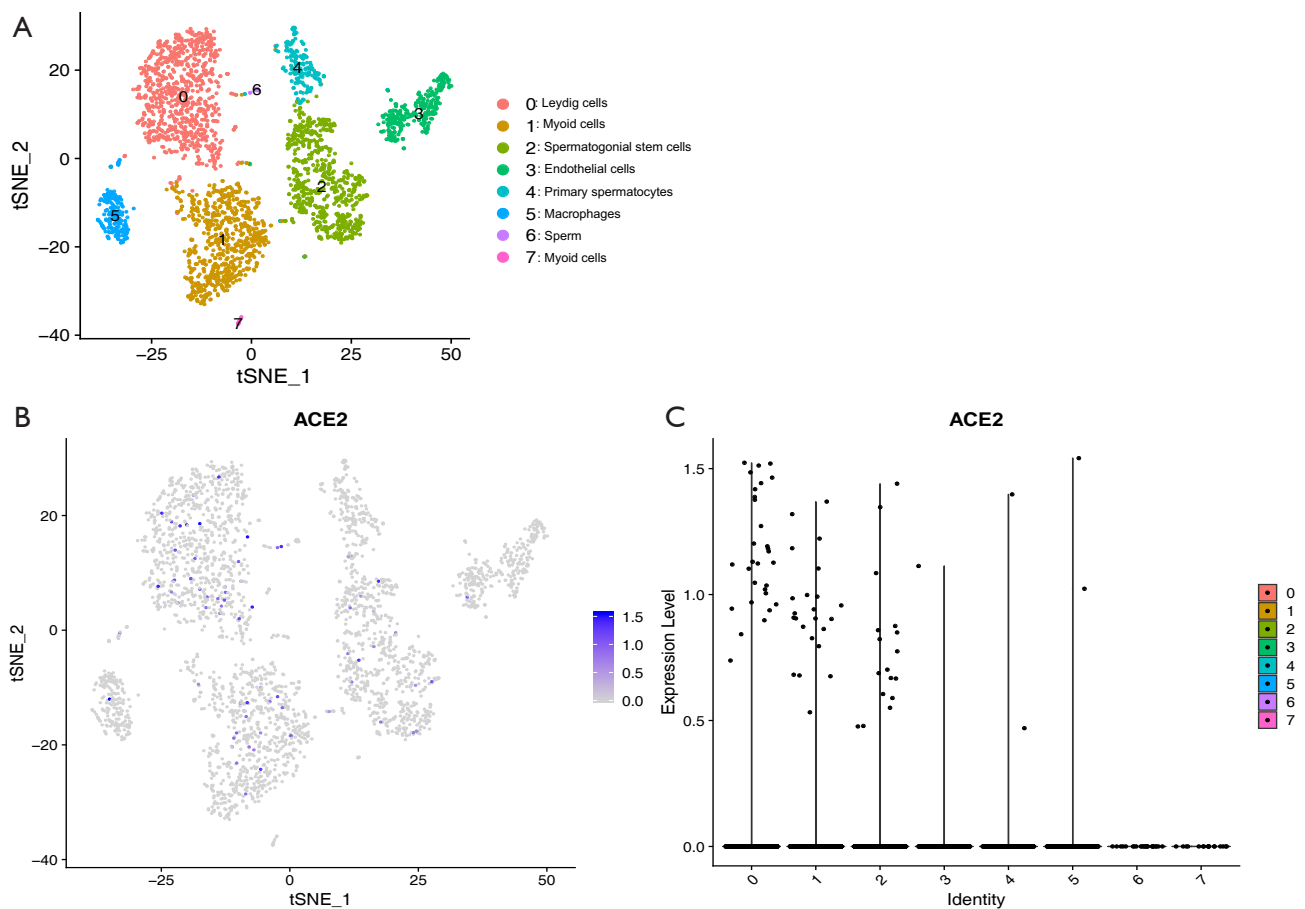 A
tSNE_2
20
0
−20
−40
−25
0
25
50
tSNE_1
0
1
2
3
4
5
6
7
0: Leydig cells
1: Myoid cells
2: Spermatogonial stem cells
3: Endothelial cells
4: Primary spermatocytes
5: Macrophages
6: Sperm
7: Myoid cells
B
ACE2
tSNE_2
20
0
−20
−40
−25
0
25
50
tSNE_1
1.5
1.0
0.5
0.0
C
ACE2
Expression Level
1.5
1.0
0.5
0.0
0
1
2
3
4
5
6
7
Identity
0
1
2
3
4
5
6
7